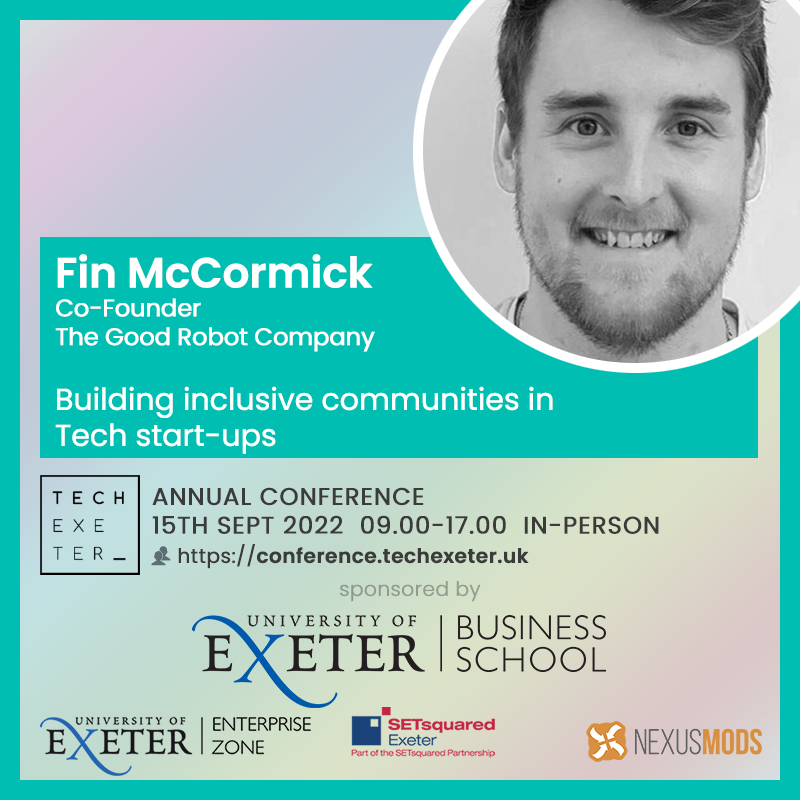 Fin McCormick
Co-Founder
The Good Robot Company
Building inclusive communities in
Tech start-ups
TECH
EXE
TER_
ANNUAL CONFERENCE
15TH SEPT 2022 09.00-17.00 IN-PERSON
https://conference.techexeter.uk
sponsored by
UNIVERSITY OF
EXETER
BUSINESS
SCHOOL
UNIVERSITY OF
EXETER
ENTERPRISE
ZONE
SETsquared
Exeter
Part of the SETsquared Partnership
NEXUSMODS